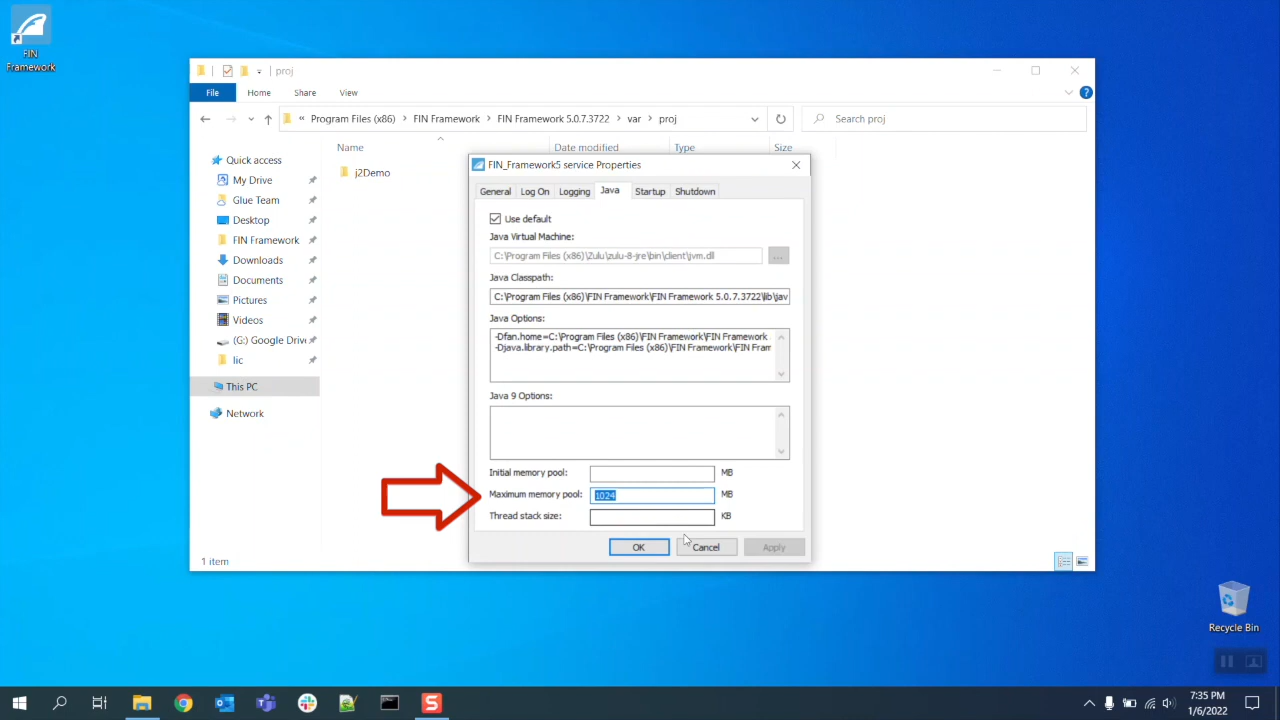 FIN
Framework
proj
File
Home
Share
View
?
« Program Files (x86) > FIN Framework > FIN Framework 5.0.7.3722 > var > proj
Search proj
Name
Date modified
Type
Size
Quick access
My Drive
Glue Team
Desktop
FIN Framework
Downloads
Documents
Pictures
Videos
(G:) Google Drive
lic
This PC
Network
j2Demo
1 item
FIN_Framework5 service Properties
General
Log On
Logging
Java
Startup
Shutdown
Use default
Java Virtual Machine:
C:\Program Files (x86)\Zulu\zulu-8-jre\bin\client\jvm.dll
...
Java Classpath:
C:\Program Files (x86)\FIN Framework\FIN Framework 5.0.7.3722\lib\jav
Java Options:
-Dfan.home=C:\Program Files (x86)\FIN Framework\FIN Framework
-Djava.library.path=C:\Program Files (x86)\FIN Framework\FIN Fram
Java 9 Options:
Initial memory pool:
MB
Maximum memory pool:
1024
MB
Thread stack size:
KB
OK
Cancel
Apply
Recycle Bin
S
7:35 PM
1/6/2022